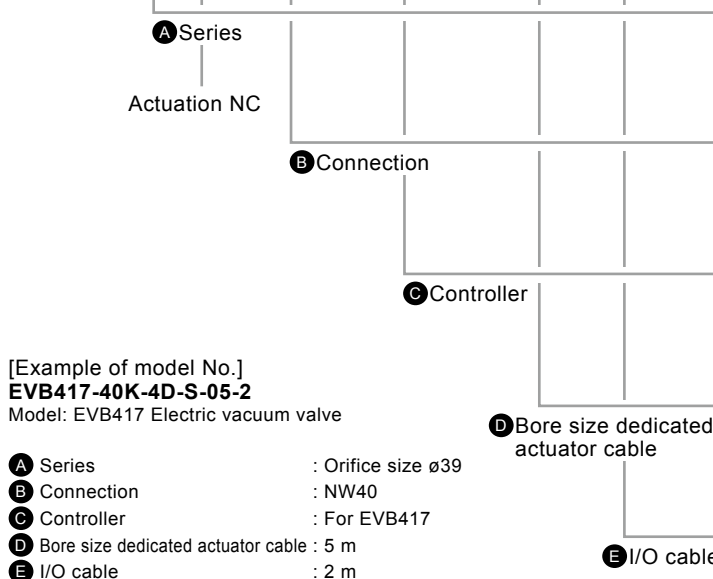 A Series
Actuation NC
B Connection
C Controller
[Example of model No.]
EVB417-40K-4D-S-05-2
Model: EVB417 Electric vacuum valve
D Bore size dedicated
actuator cable
A Series : Orifice size ø39
B Connection : NW40
C Controller : For EVB417
D Bore size dedicated actuator cable : 5 m
E I/O cable : 2 m
E I/O cable